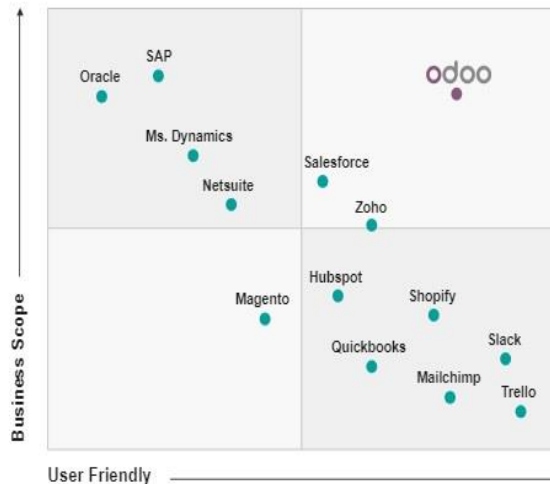 SAP
Oracle
odoo
Ms. Dynamics
Salesforce
Netsuite
Zoho
Hubspot
Magento
Shopify
Quickbooks
Slack
Mailchimp
Trello
Business Scope
User Friendly